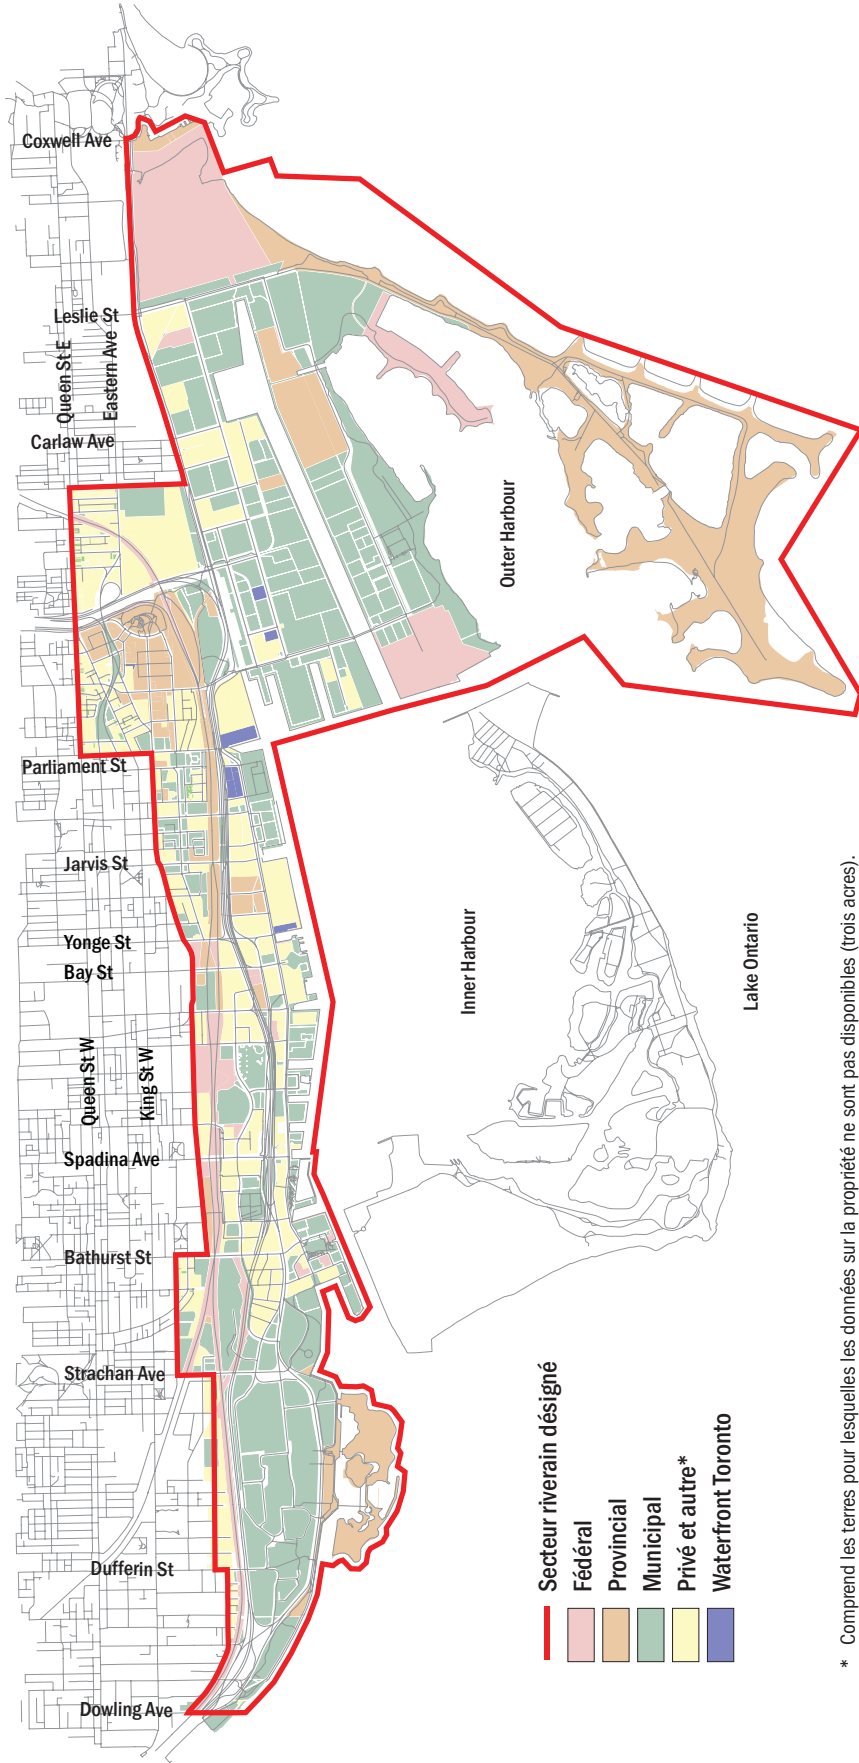 Coxwell Ave
Leslie St
Queen St E
Eastern Ave
Carlaw Ave
Outer Harbour
Parliament St
Jarvis St
Yonge St
Bay St
Inner Harbour
Lake Ontario
Queen St W
King St W
Spadina Ave
Bathurst St
Strachan Ave
Dufferin St
Dowling Ave
Secteur riverain désigné
Fédéral
Provincial
Municipal
Privé et autre*
Waterfront Toronto
* Comprend les terres pour lesquelles les données sur la propriété ne sont pas disponibles (trois acres).